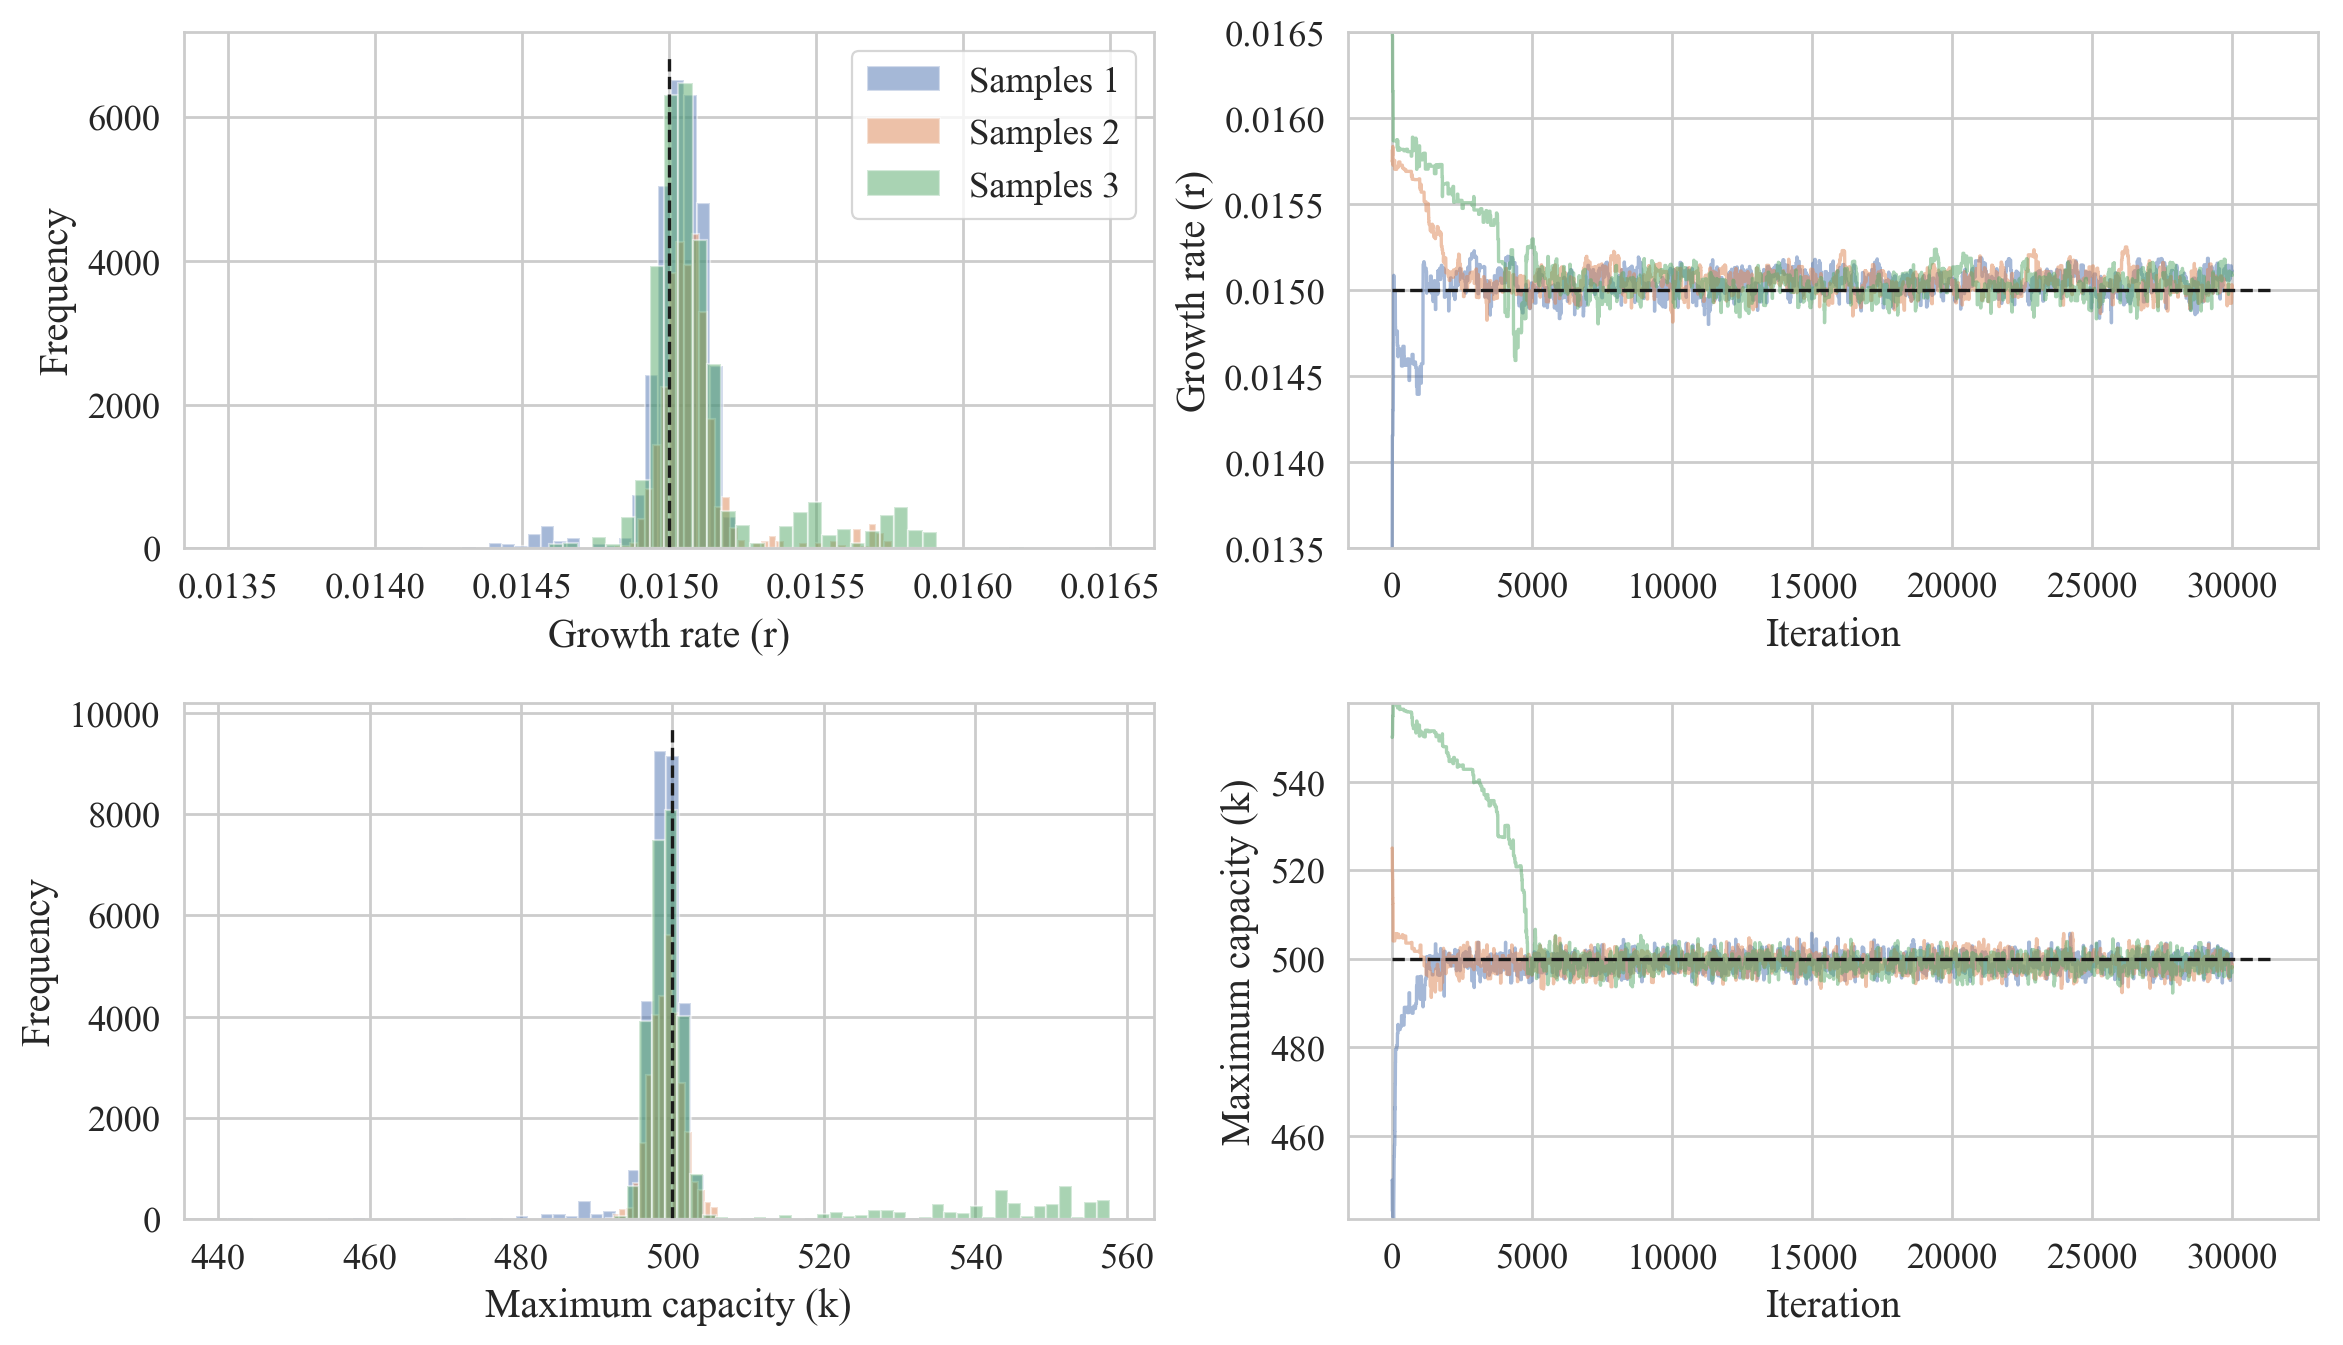 Samples 1
Samples 2
Samples 3
Frequency
6000
4000
2000
0
0.0135 0.0140 0.0145 0.0150 0.0155 0.0160 0.0165
Growth rate (r)
Growth rate (r)
0.0165
0.0160
0.0155
0.0150
0.0145
0.0140
0.0135
0 5000 10000 15000 20000 25000 30000
Iteration
Frequency
10000
8000
6000
4000
2000
0
440 460 480 500 520 540 560
Maximum capacity (k)
Maximum capacity (k)
540
520
500
480
460
0 5000 10000 15000 20000 25000 30000
Iteration